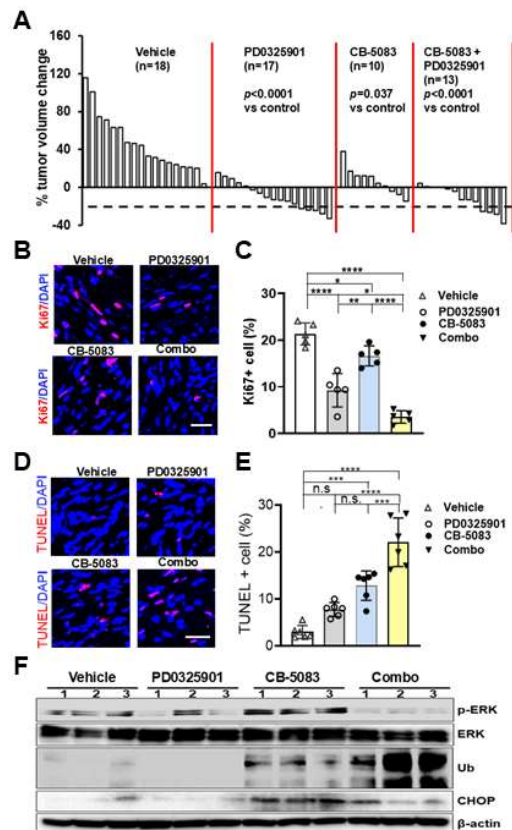 A
160
120
80
40
0
-40
% tumor volume change
Vehicle
(n=18)
PD0325901
(n=17)
p<0.0001
vs control
CB-5083
(n=10)
p=0.037
vs control
CB-5083 +
PD0325901
(n=13)
p<0.0001
vs control
B
Vehicle
PD0325901
Ki67/DAPI
CB-5083
Combo
Ki67/DAPI
C
****
*
*
****
**
****
30
20
10
0
Ki67+ cell (%)
Vehicle
PD0325901
CB-5083
Combo
D
Vehicle
PD0325901
TUNEL/DAPI
CB-5083
Combo
TUNEL/DAPI
E
****
***
n.s
****
n.s.
***
30
20
10
0
TUNEL + cell (%)
Vehicle
PD0325901
CB-5083
Combo
F
Vehicle
PD0325901
CB-5083
Combo
1 2 3 1 2 3 1 2 3 1 2 3
p-ERK
ERK
Ub
CHOP
β-actin